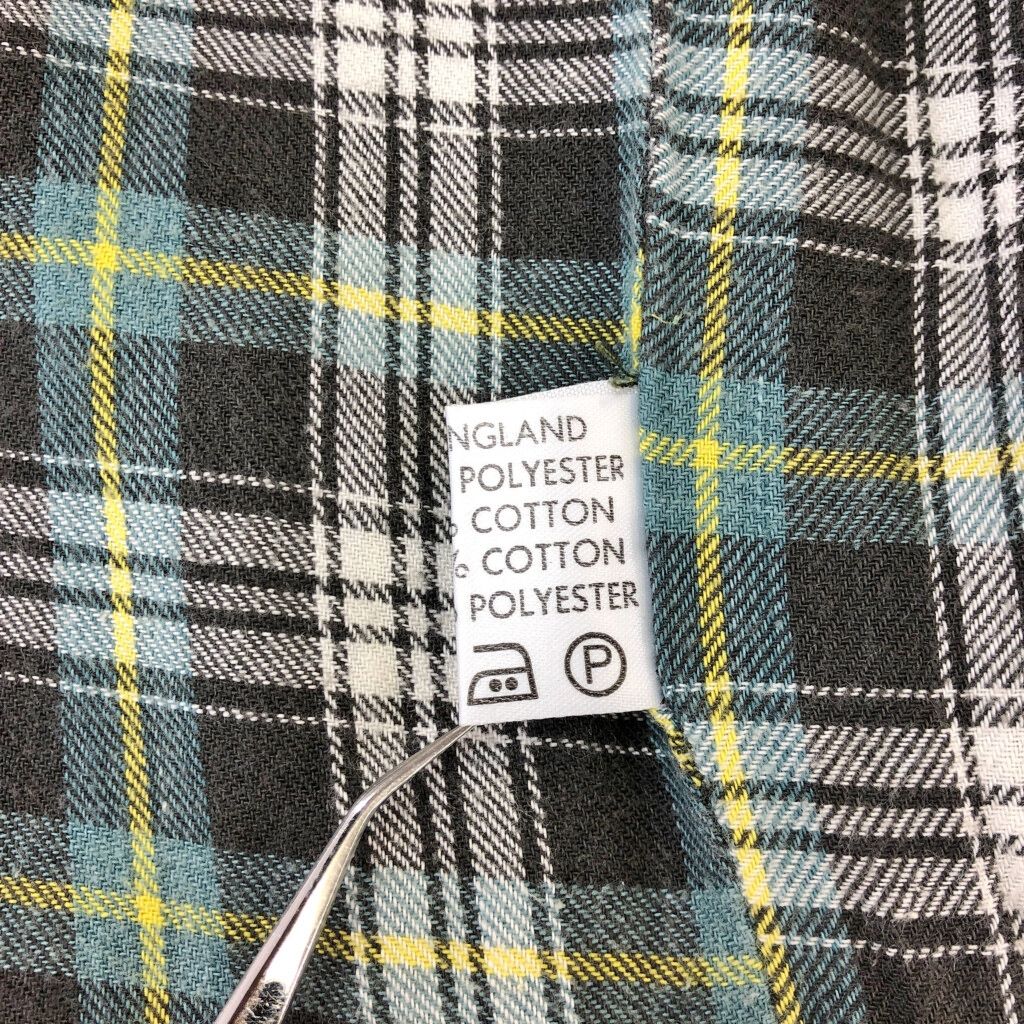 NGLAND
POLYESTER
% COTTON
% COTTON
POLYESTER
P